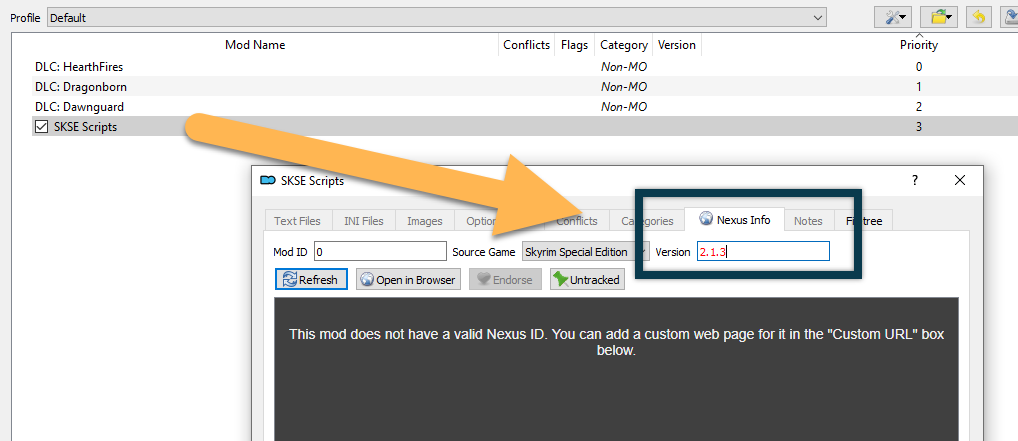 Profile Default
Mod Name Conflicts Flags Category Version Priority
DLC: HearthFires Non-MO 0
DLC: Dragonborn Non-MO 1
DLC: Dawnguard Non-MO 2
SKSE Scripts 3
SKSE Scripts ?
Text Files INI Files Images Conflicts Categories Nexus Info Notes
Mod ID 0 Source Game Skyrim Special Edition Version 2.1.3
Refresh Open in Browser Endorse Untracked
This mod does not have a valid Nexus ID. You can add a custom web page for it in the "Custom URL" box
below.